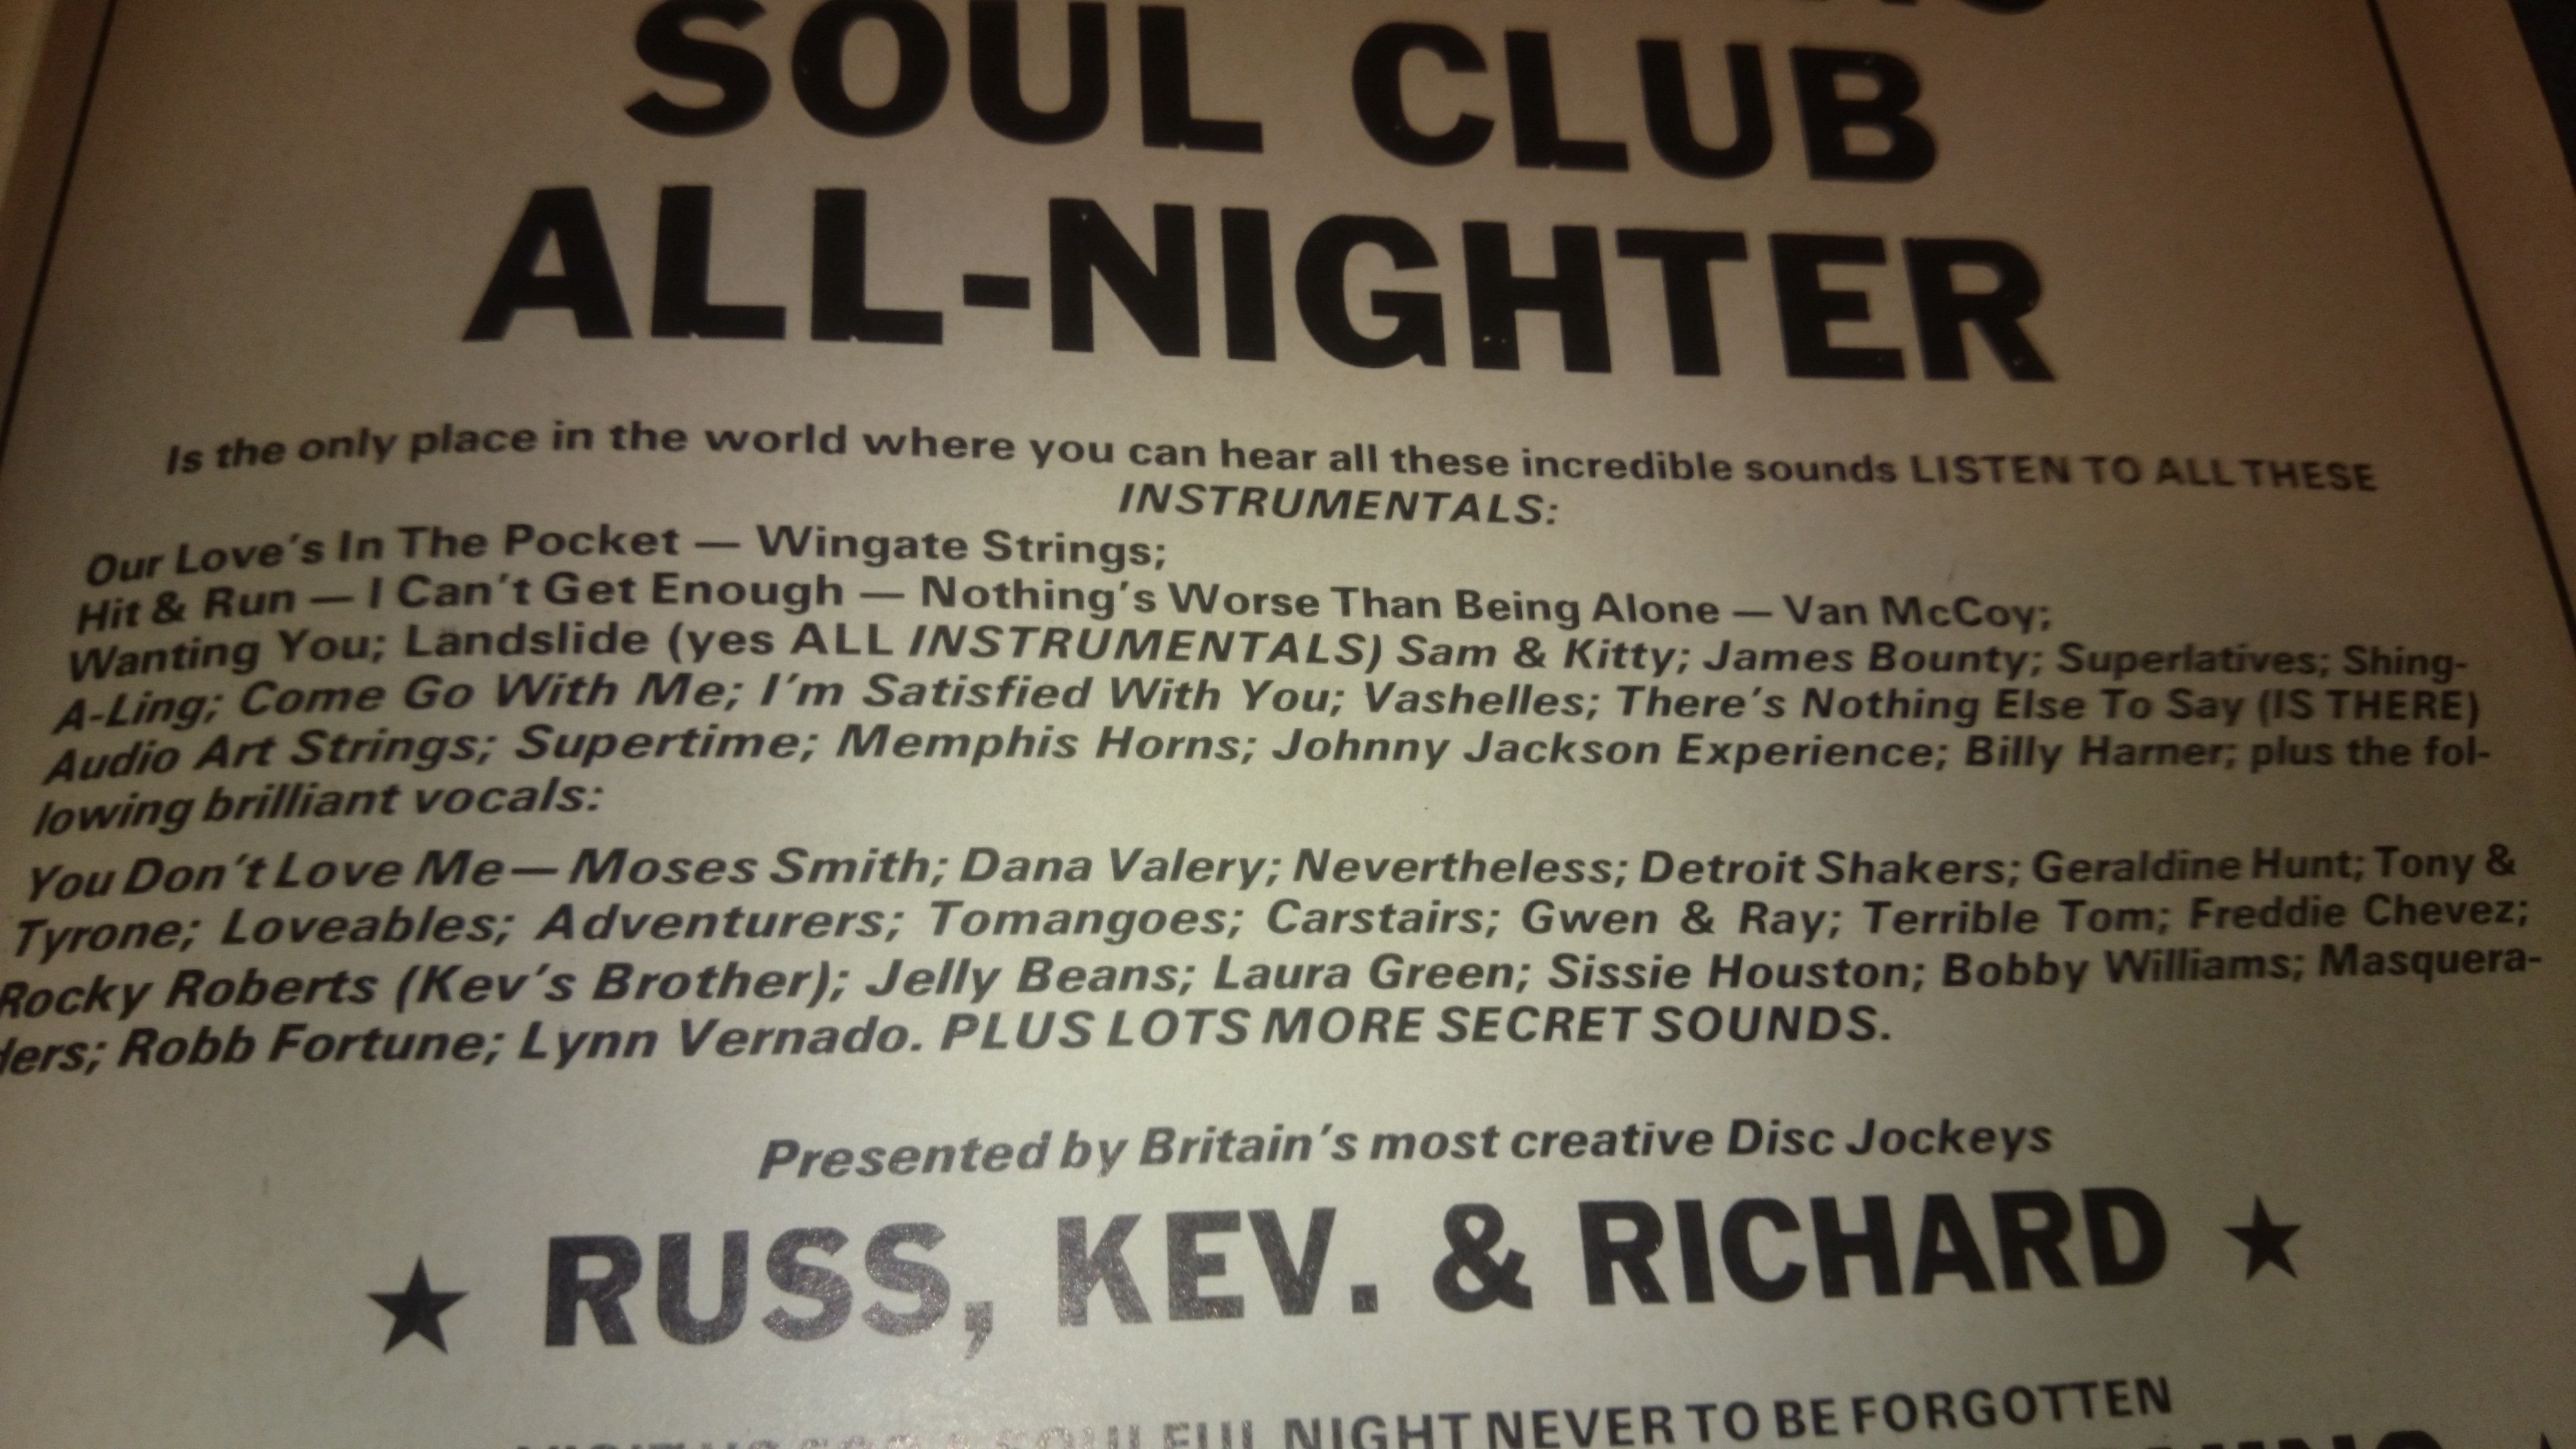 SOUL CLUB
ALL-NIGHTER
Is the only place in the world where you can hear all these incredible sounds LISTEN TO ALL THESE
INSTRUMENTALS:
Our Love's In The Pocket — Wingate Strings;
Hit & Run — I Can't Get Enough — Nothing's Worse Than Being Alone — Van McCoy;
Wanting You; Landslide (yes ALL INSTRUMENTALS) Sam & Kitty; James Bounty; Superlatives; Shing-
A-Ling; Come Go With Me; I'm Satisfied With You; Vashelles; There's Nothing Else To Say (IS THERE)
Audio Art Strings; Supertime; Memphis Horns; Johnny Jackson Experience; Billy Harner; plus the fol-
lowing brilliant vocals:
You Don't Love Me — Moses Smith; Dana Valery; Nevertheless; Detroit Shakers; Geraldine Hunt; Tony &
Tyrone; Loveables; Adventurers; Tomangoes; Carstairs; Gwen & Ray; Terrible Tom; Freddie Chevez;
Rocky Roberts (Kev's Brother); Jelly Beans; Laura Green; Sissie Houston; Bobby Williams; Masquera-
ders; Robb Fortune; Lynn Vernado. PLUS LOTS MORE SECRET SOUNDS.
Presented by Britain's most creative Disc Jockeys
★ RUSS, KEV. & RICHARD ★
SOULFUL NIGHT NEVER TO BE FORGOTTEN